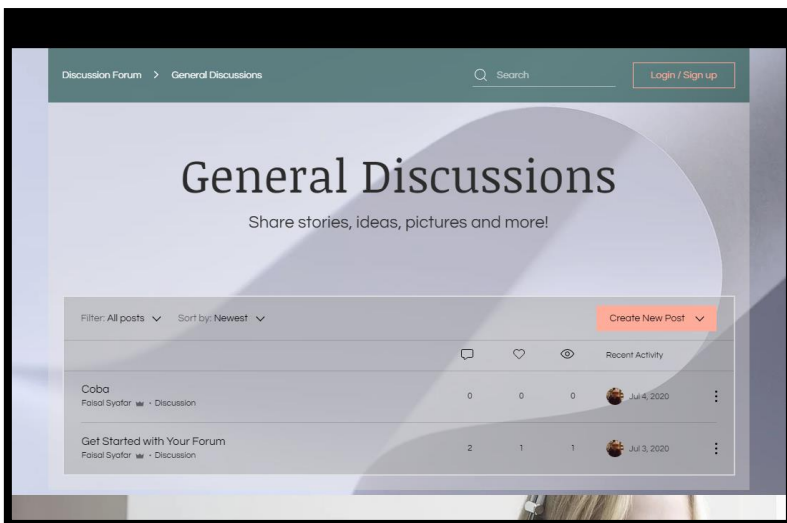 Discussion Forum > General Discussions Search Login / Sign up
General Discussions
Share stories, ideas, pictures and more!
Filter: All posts Sort by: Newest Create New Post
Recent Activity
Coba 0 0 0 Jul 4, 2020
Faisal Syafar • Discussion
Get Started with Your Forum 2 1 1 Jul 3, 2020
Faisal Syafar • Discussion